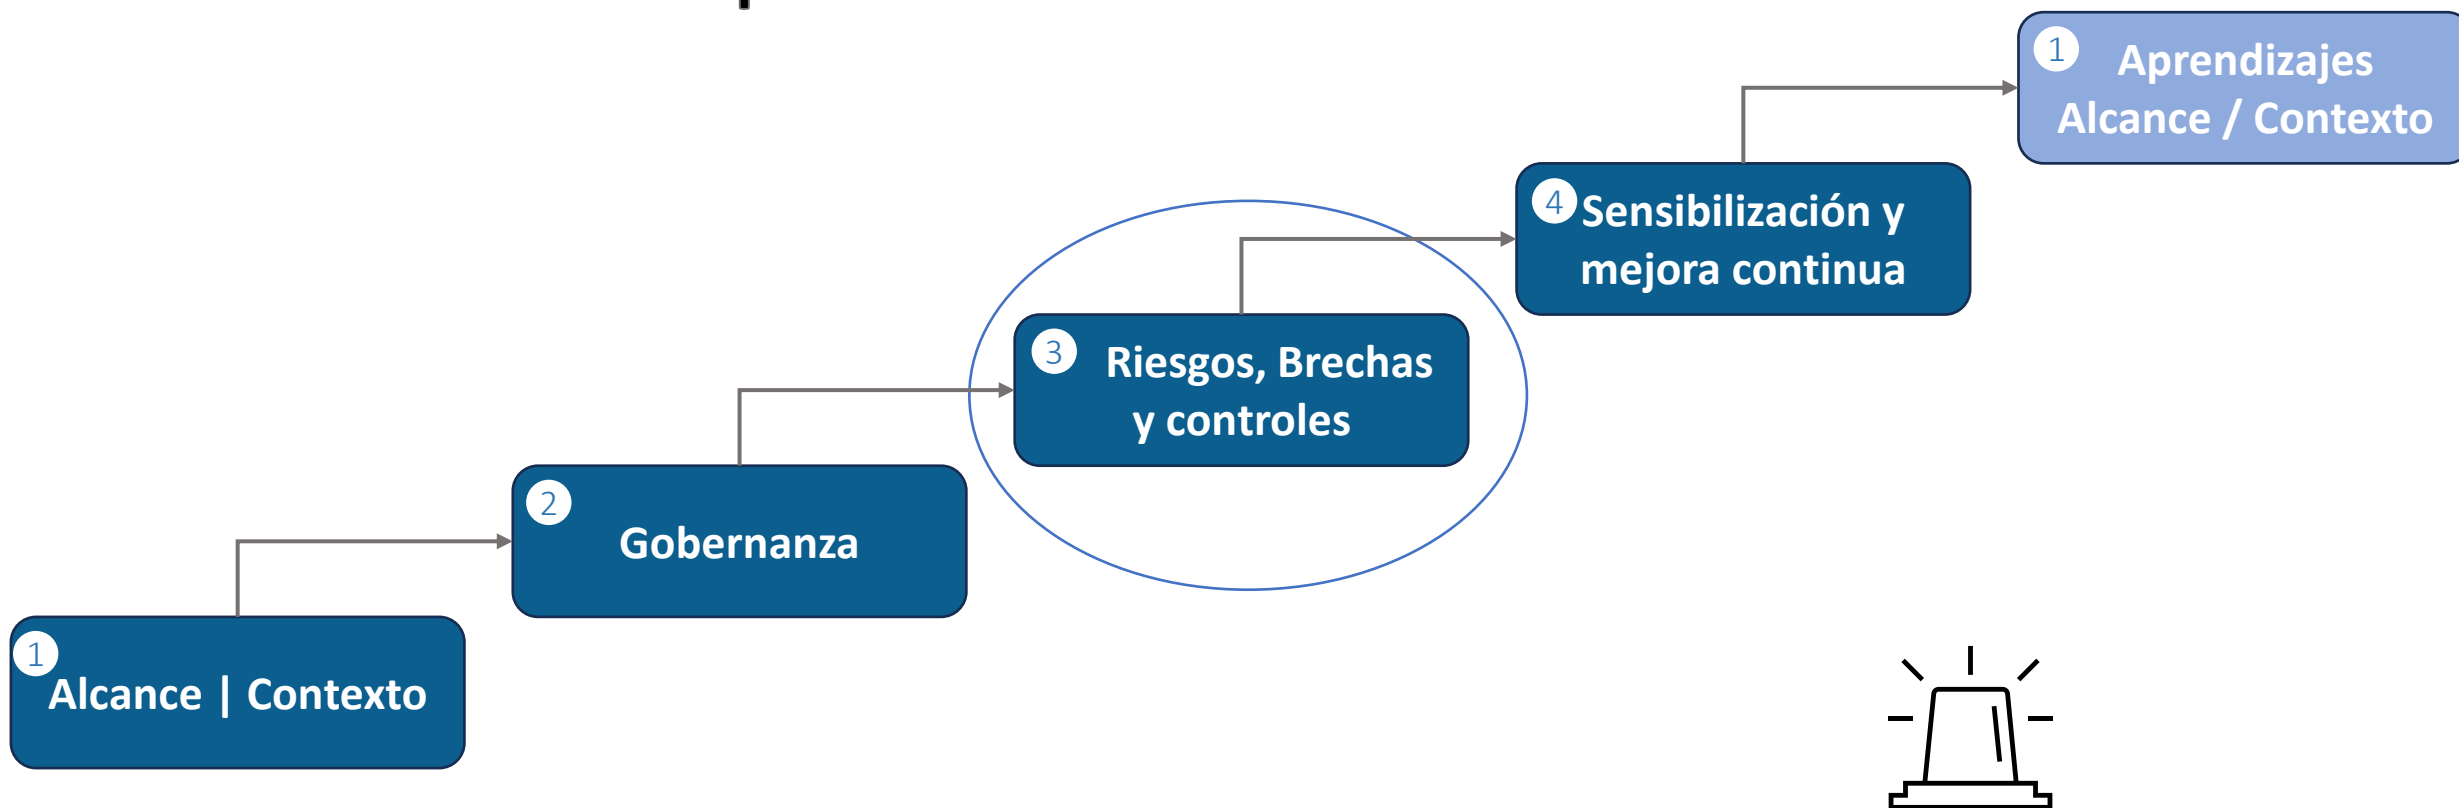 1
Aprendizajes
Alcance / Contexto
4
Sensibilización y
mejora continua
3
Riesgos, Brechas
y controles
2
Gobernanza
1
Alcance | Contexto